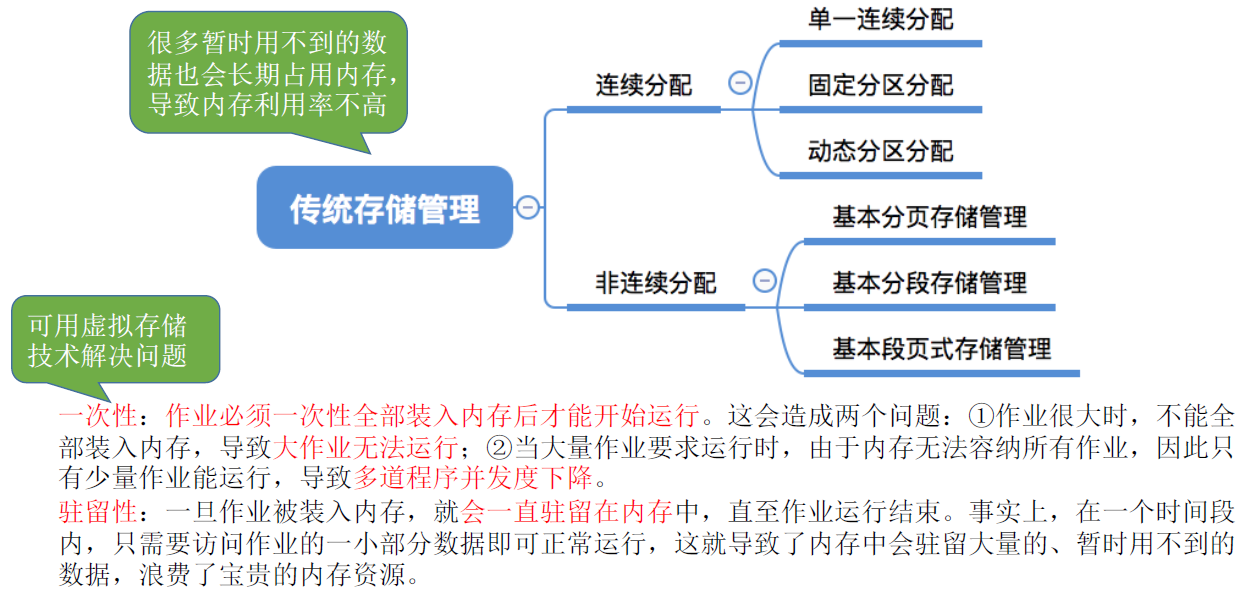 很多暂时用不到的数
据也会长期占用内存，
导致内存利用率不高
传统存储管理
连续分配
单一连续分配
固定分区分配
动态分区分配
非连续分配
基本分页存储管理
基本分段存储管理
基本段页式存储管理
可用虚拟存储
技术解决问题
一次性：作业必须一次性全部装入内存后才能开始运行。这会造成两个问题：①作业很大时，不能全
部装入内存，导致大作业无法运行；②当大量作业要求运行时，由于内存无法容纳所有作业，因此只
有少量作业能运行，导致多道程序并发度下降。
驻留性：一旦作业被装入内存，就会一直驻留在内存中，直至作业运行结束。事实上，在一个时间段
内，只需要访问作业的一小部分数据即可正常运行，这就导致了内存中会驻留大量的、暂时用不到的
数据，浪费了宝贵的内存资源。